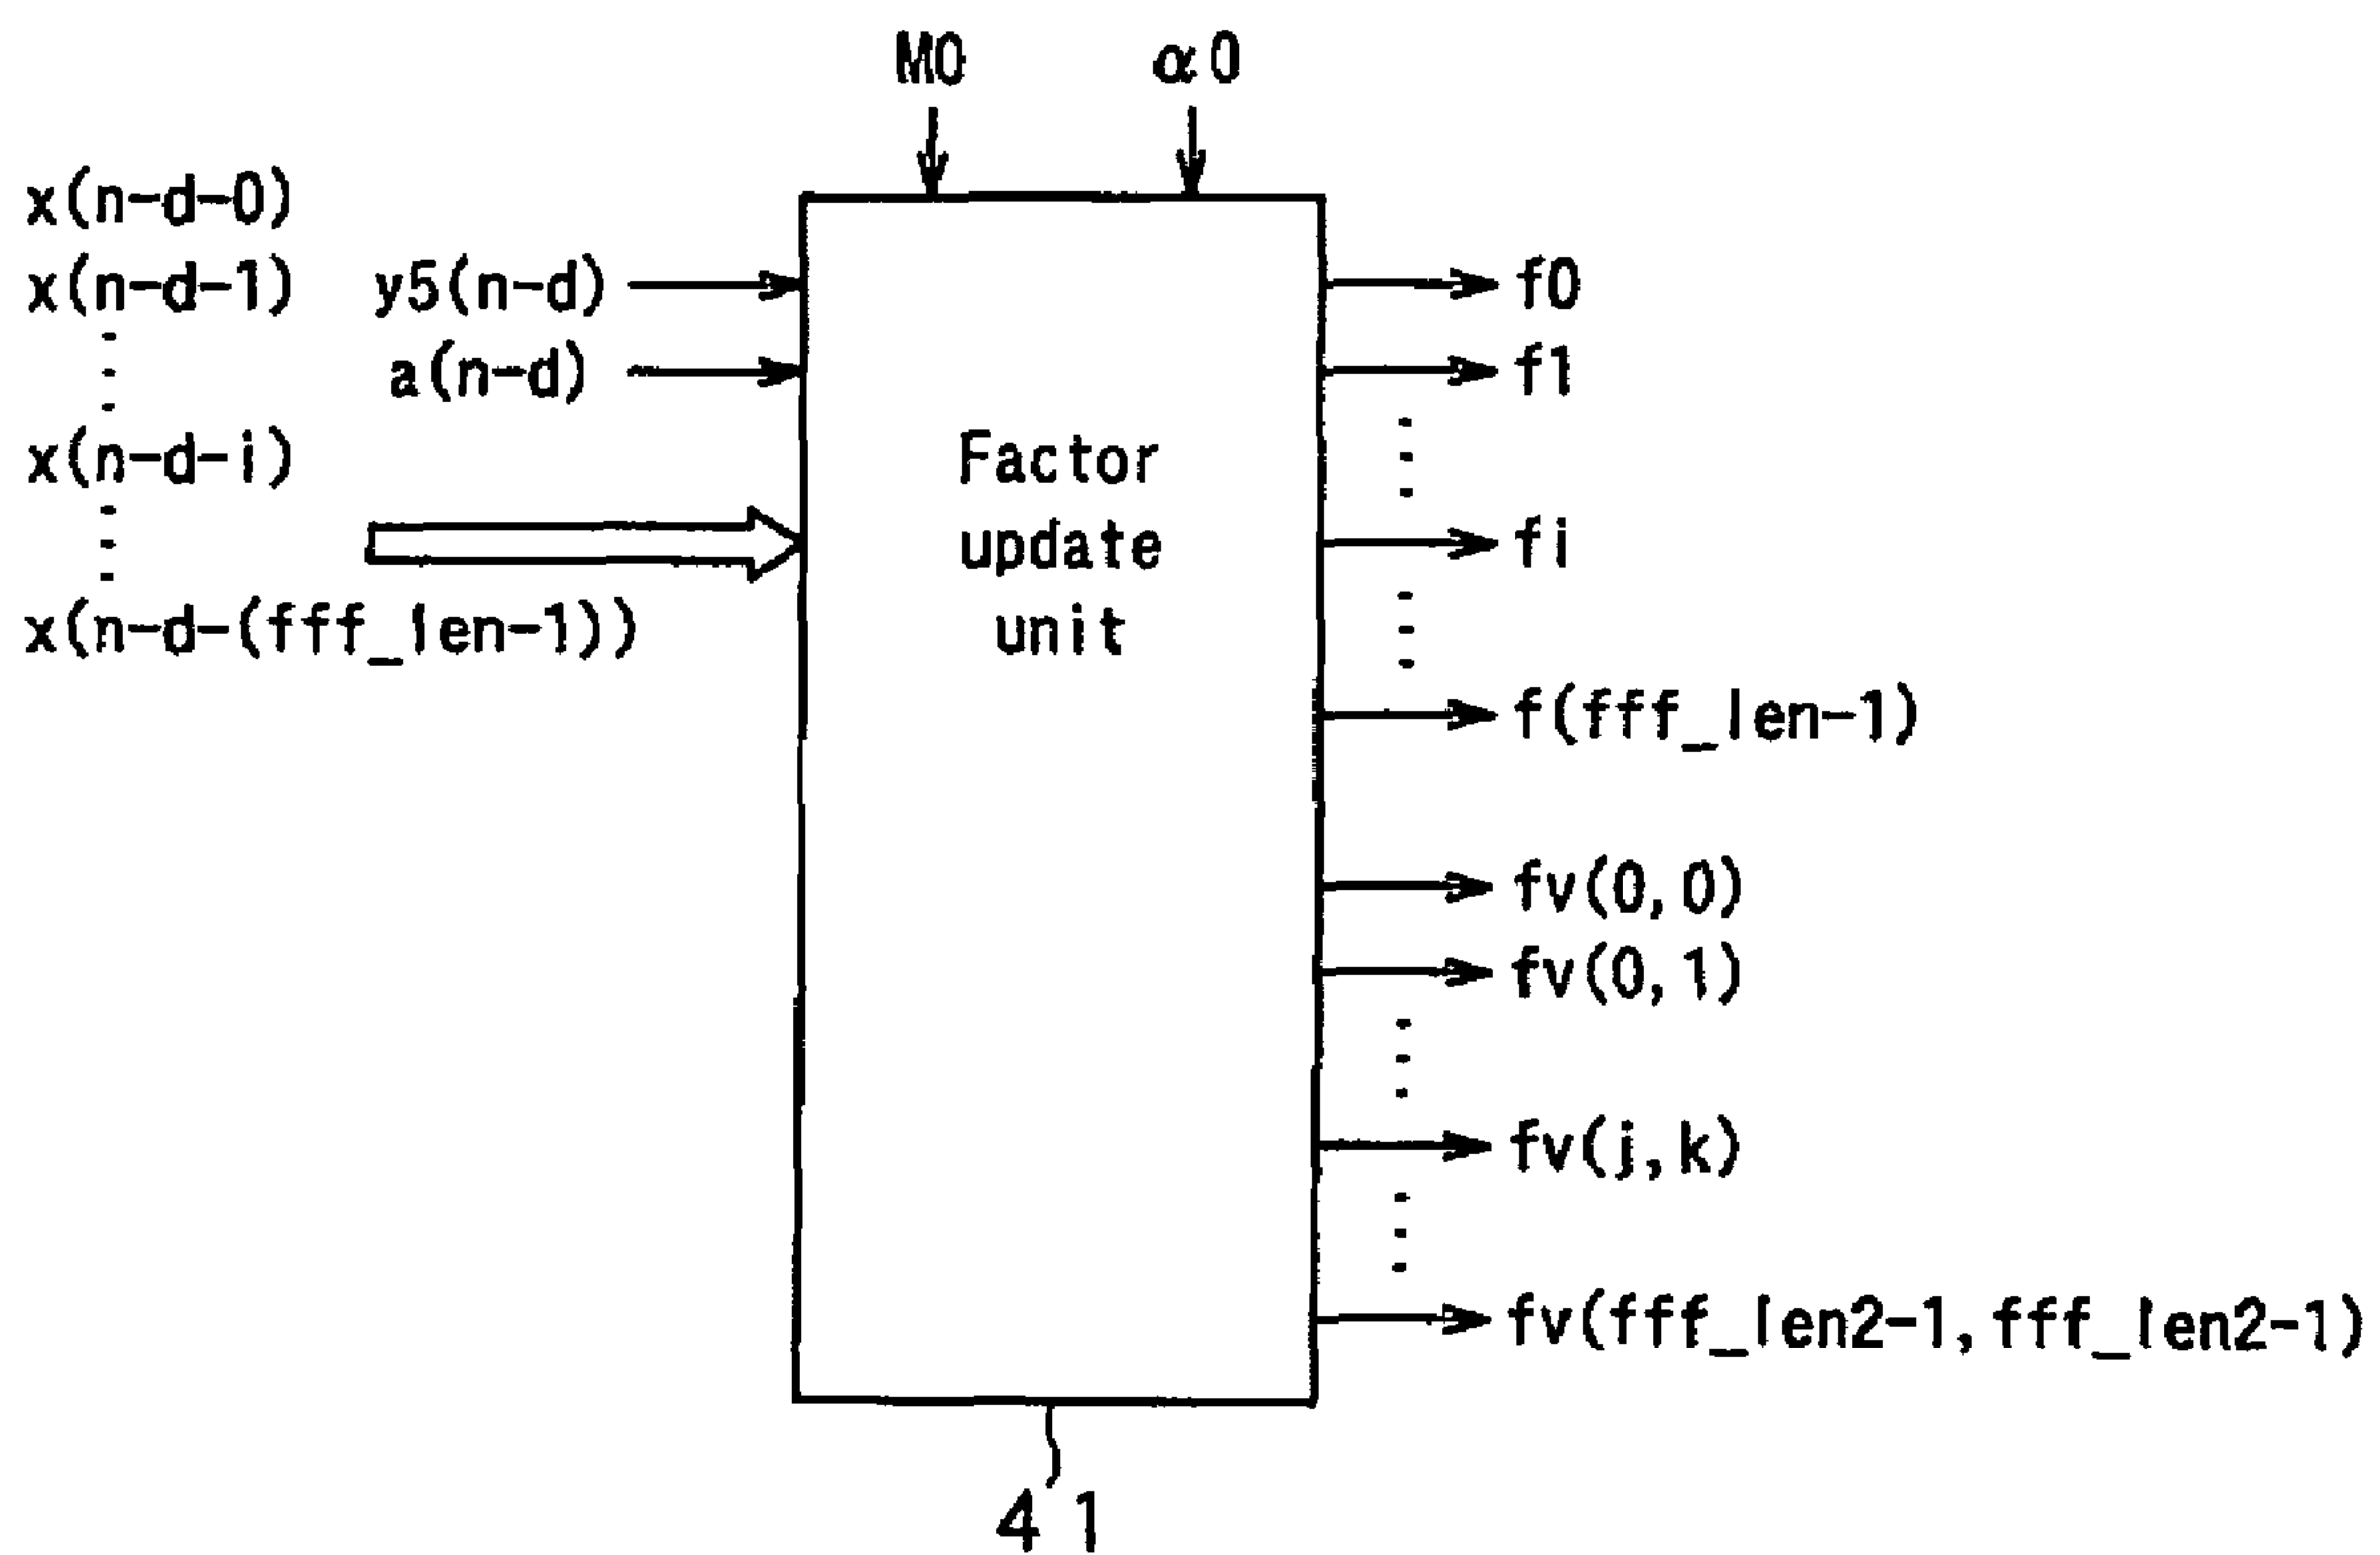 M0
α0
x(n-d-0)
x(n-d-1)
y5(n-d)
a(n-d)
x(n-d-i)
x(n-d-(fff_len-1))
Factor
update
unit
f0
f1
fi
f(fff_len-1)
fv(0,0)
fv(0,1)
fv(j,k)
fv(fff_len2-1,fff_len2-1)
41